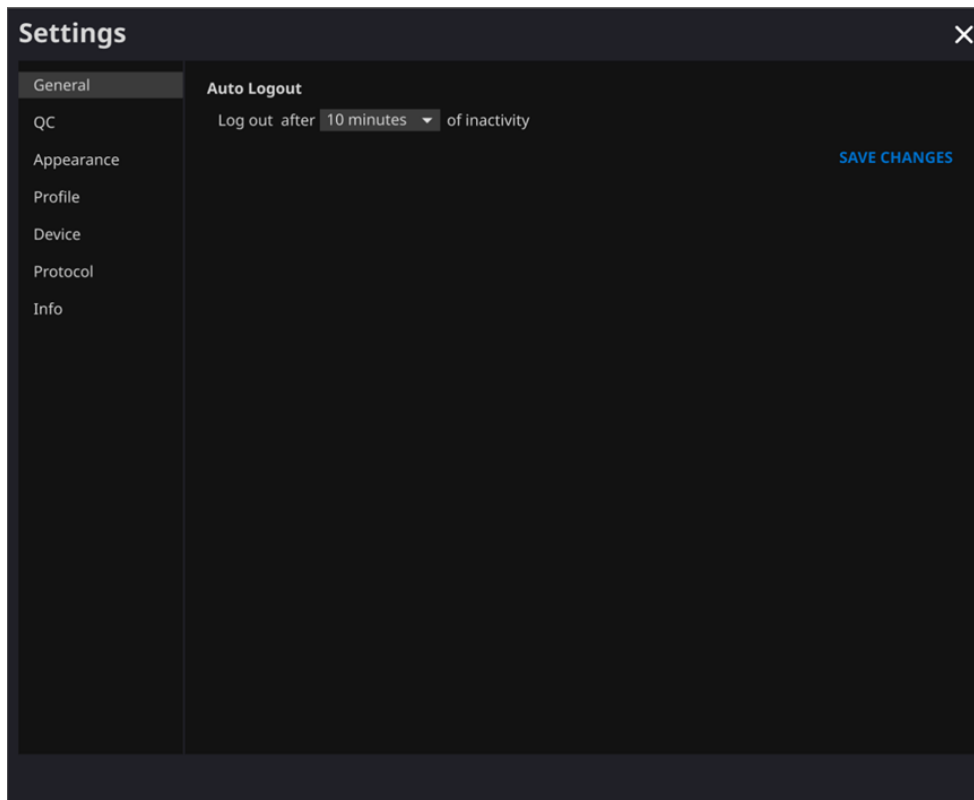 Settings
General
QC
Appearance
Profile
Device
Protocol
Info
Auto Logout
Log out after 10 minutes of inactivity
SAVE CHANGES